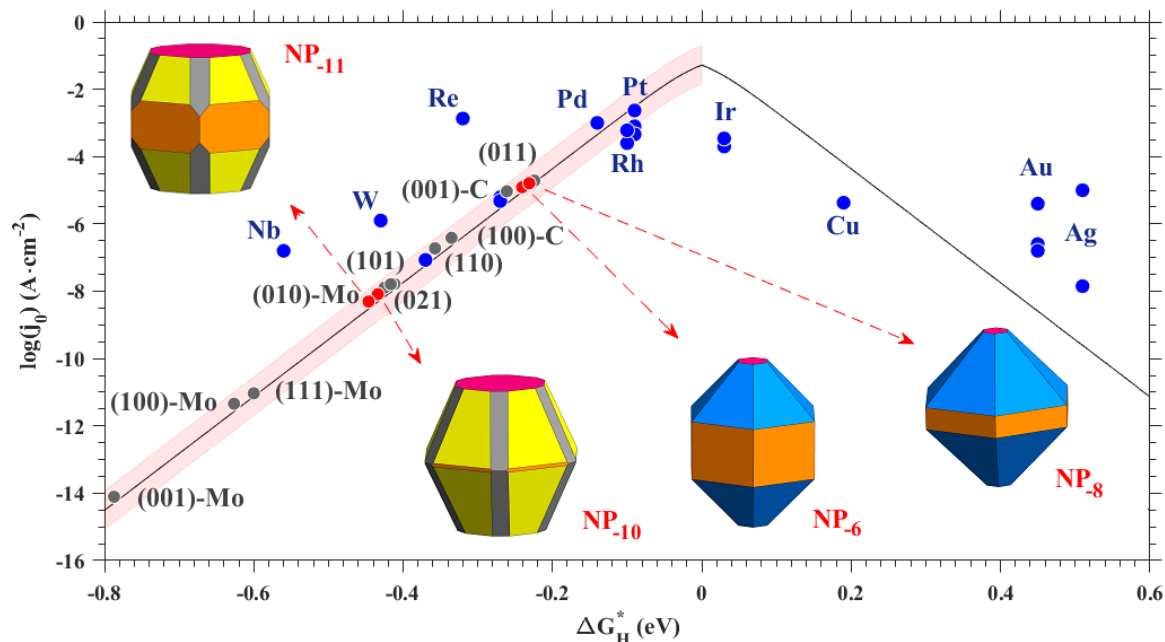 0
-2
-4
-6
-8
-10
-12
-14
-16
log(j0) (A·cm-2)
NP-11
Re
Pd
Pt
Ir
Rh
(011)
(001)-C
W
Nb
(100)-C
(101)
(110)
(010)-Mo
(021)
Cu
Au
Ag
(100)-Mo
(111)-Mo
(001)-Mo
NP-10
NP-6
NP-8
-0.8
-0.6
-0.4
-0.2
0
0.2
0.4
0.6
ΔG*H (eV)